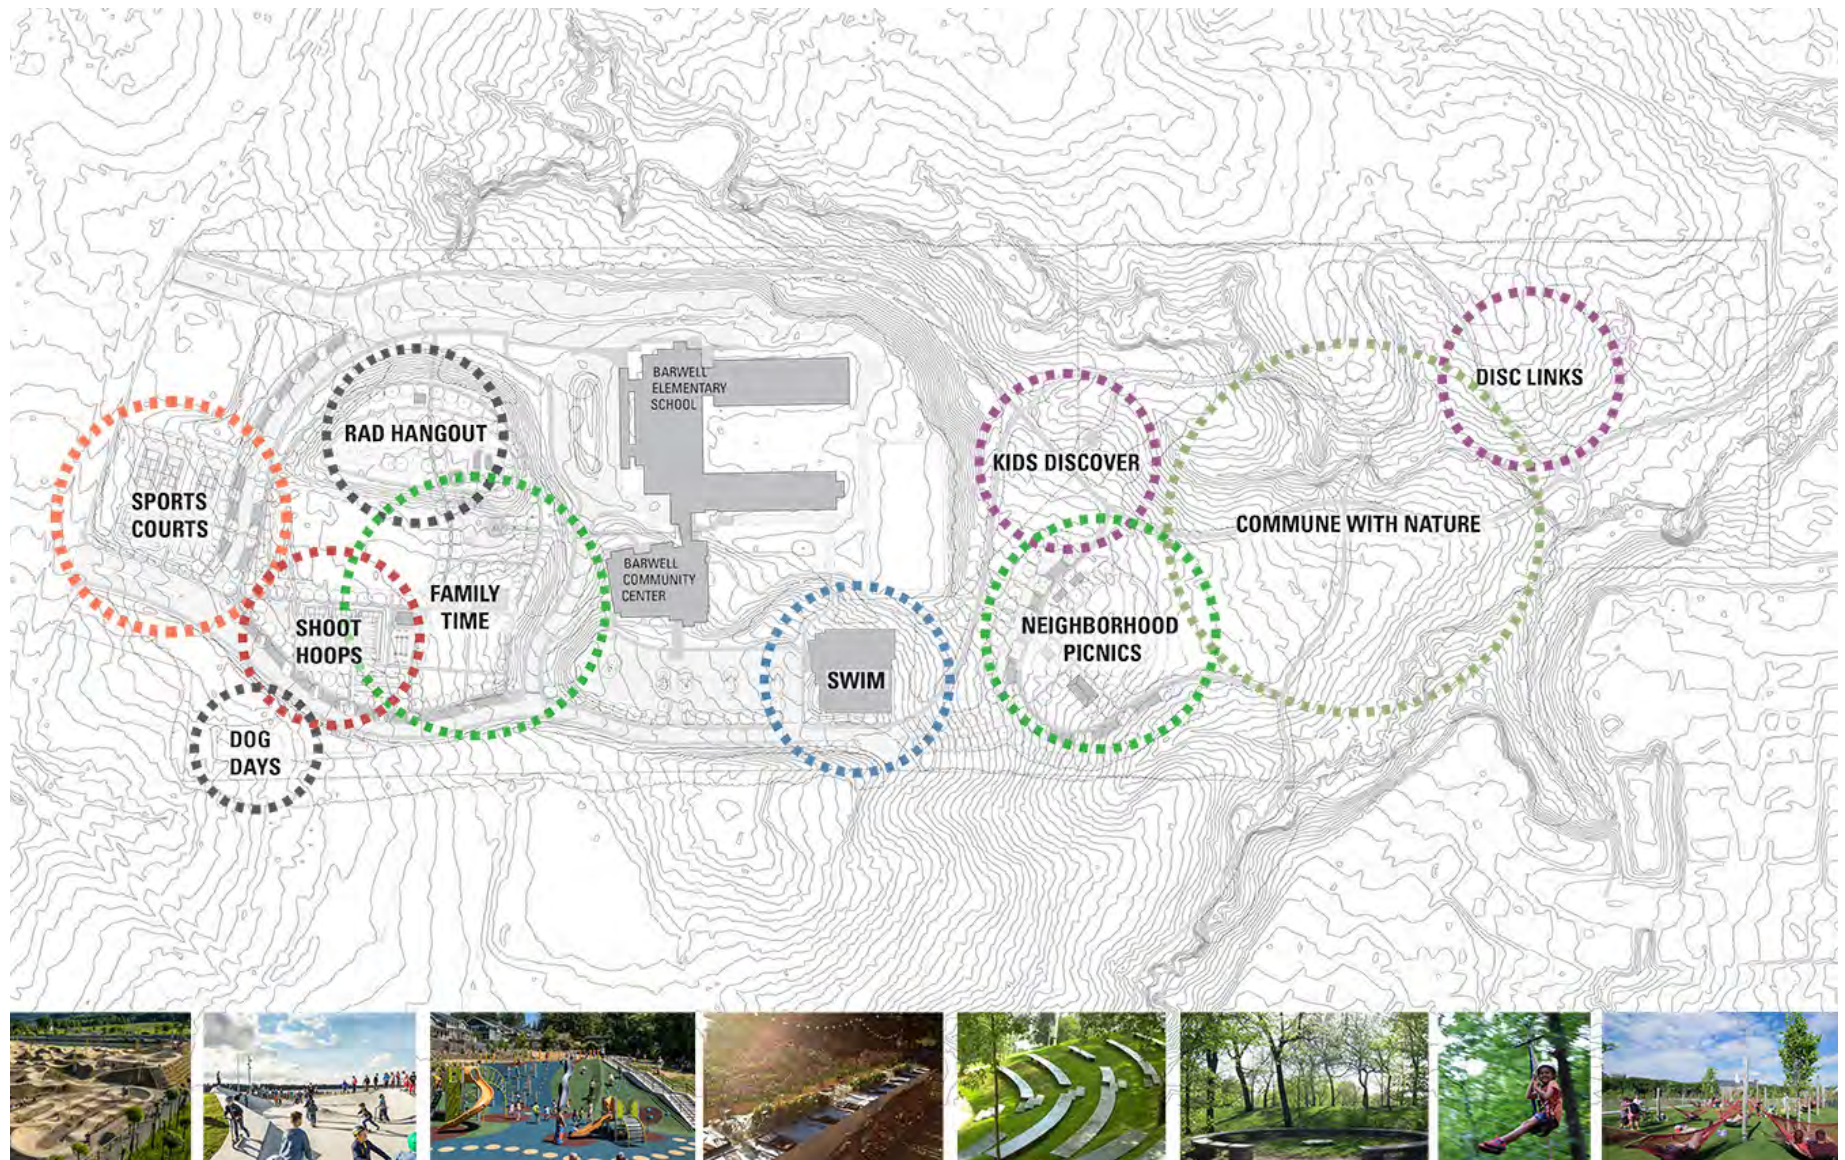 BARWELL
ELEMENTARY
SCHOOL
DISC LINKS
RAD HANGOUT
KIDS DISCOVER
SPORTS
COURTS
COMMUNE WITH NATURE
BARWELL
COMMUNITY
CENTER
FAMILY
TIME
SHOOT
HOOPS
NEIGHBORHOOD
PICNICS
SWIM
DOG
DAYS